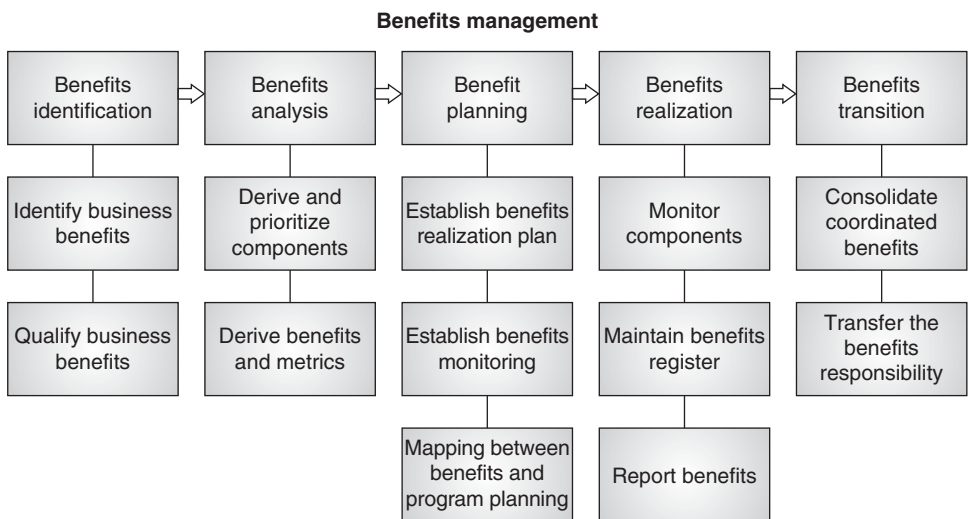 Benefits management
Benefits
identification
Benefits
analysis
Benefit
planning
Benefits
realization
Benefits
transition
Identify business
benefits
Derive and
prioritize
components
Establish benefits
realization plan
Monitor
components
Consolidate
coordinated
benefits
Qualify business
benefits
Derive benefits
and metrics
Establish benefits
monitoring
Maintain benefits
register
Transfer the
benefits
responsibility
Mapping between
benefits and
program planning
Report benefits